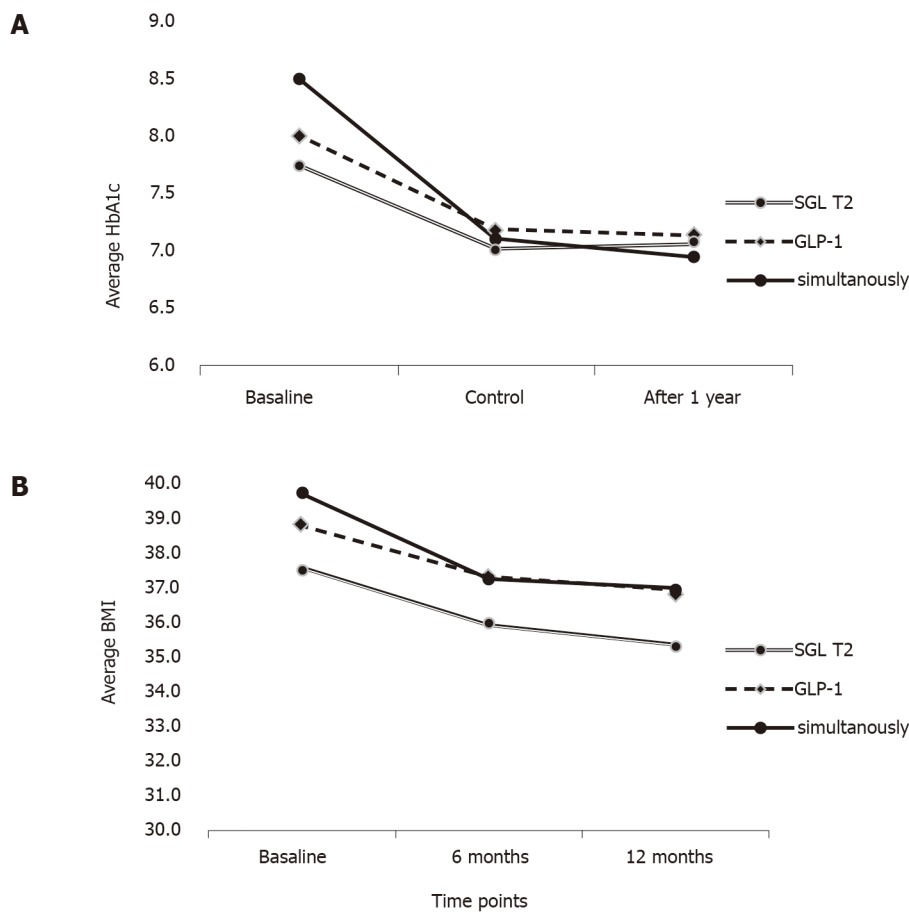 A
9.0
8.5
8.0
7.5
7.0
6.5
6.0
Average HbA1c
Basaline Control After 1 year
SGL T2
GLP-1
simultanously
B
40.0
39.0
38.0
37.0
36.0
35.0
34.0
33.0
32.0
31.0
30.0
Average BMI
Baseline 6 months 12 months
Time points
SGL T2
GLP-1
simultanously